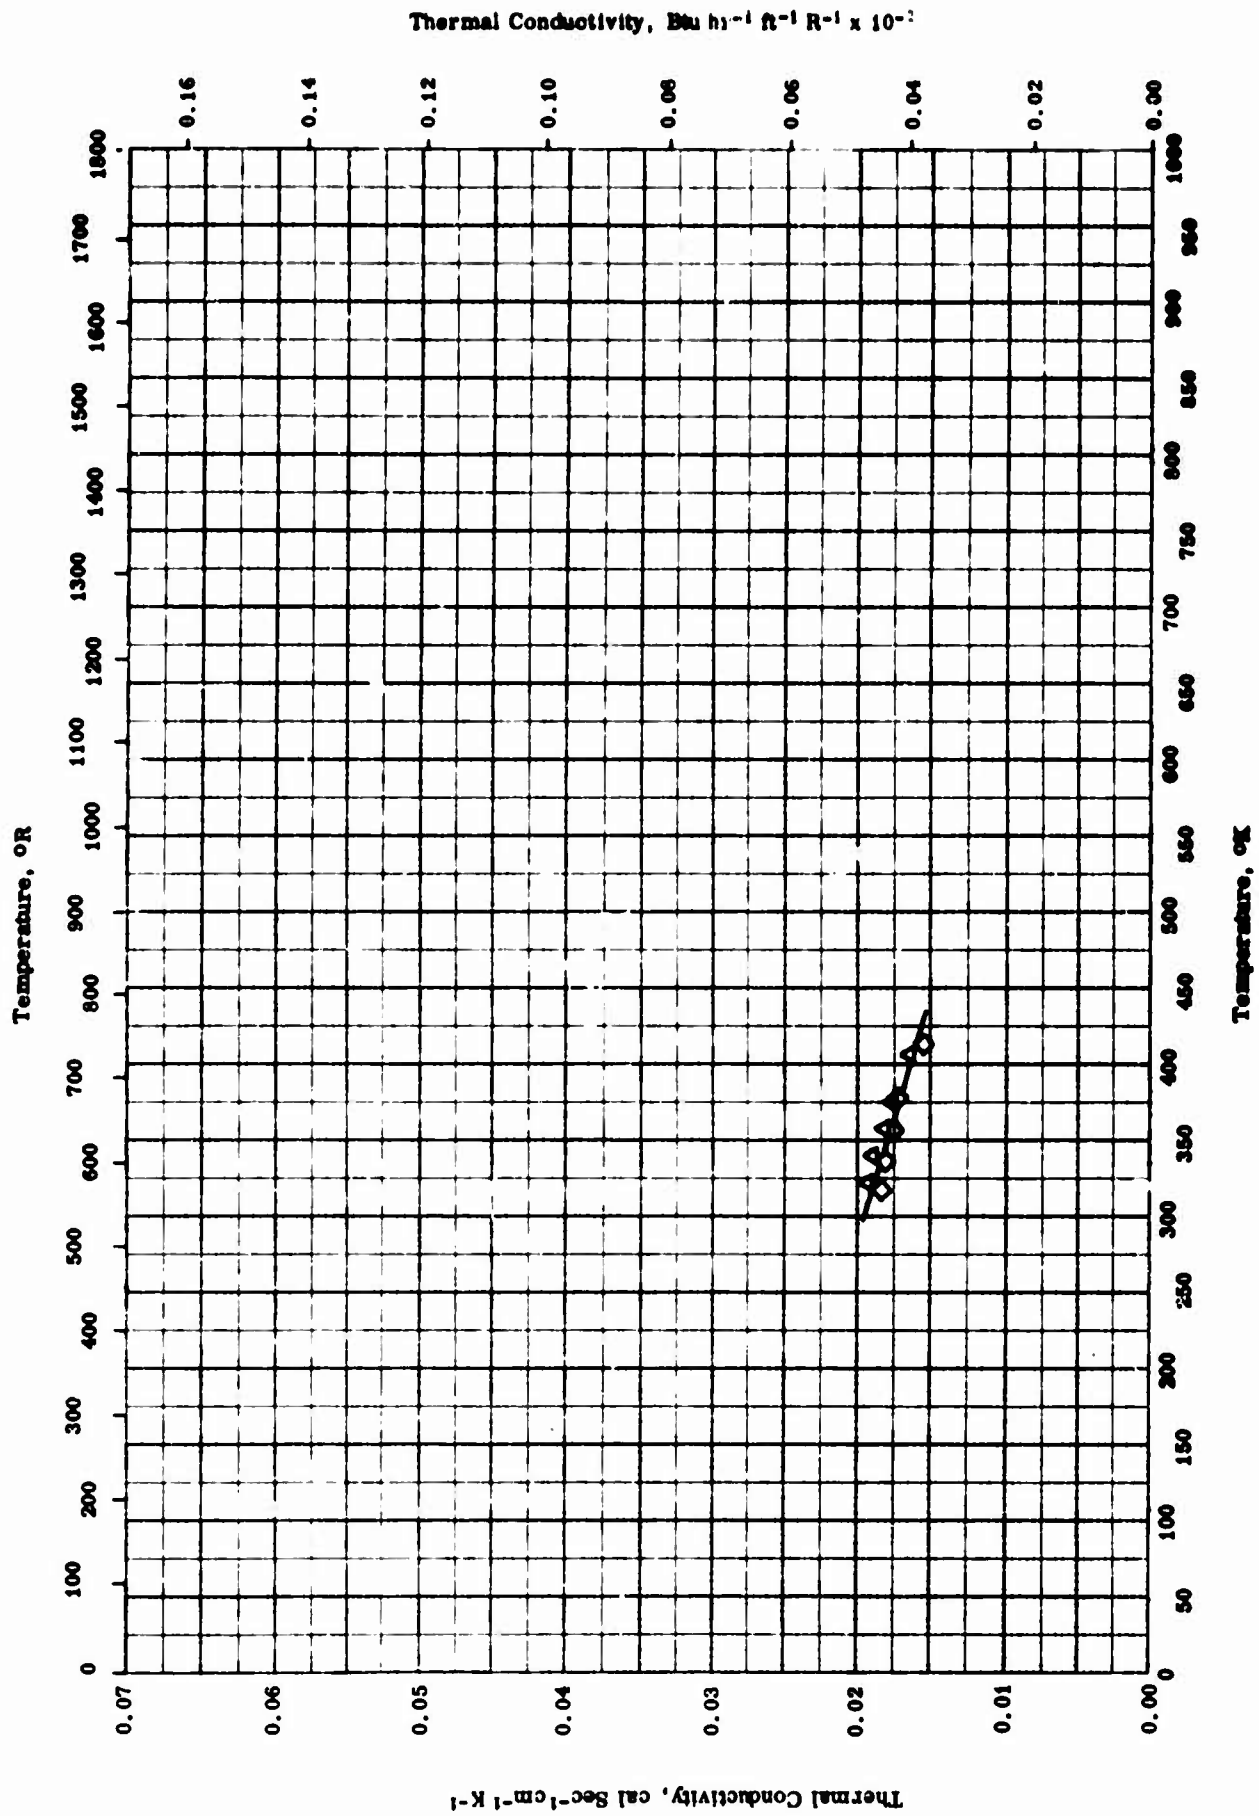 Thermal Conductivity, Btu hr⁻¹ ft⁻¹ R⁻¹ x 10⁻²
0.16 0.14 0.12 0.10 0.08 0.06 0.04 0.02 0.00
Temperature, °R
0 100 200 300 400 500 600 700 800 900 1000 1100 1200 1300 1400 1500 1600 1700 1800
0 50 100 150 200 250 300 350 400 450 500 550 600 650 700 750 800 850 900 950 1000
Temperature, °K
0.07 0.06 0.05 0.04 0.03 0.02 0.01 0.00
Thermal Conductivity, cal Sec⁻¹ cm⁻¹ K⁻¹